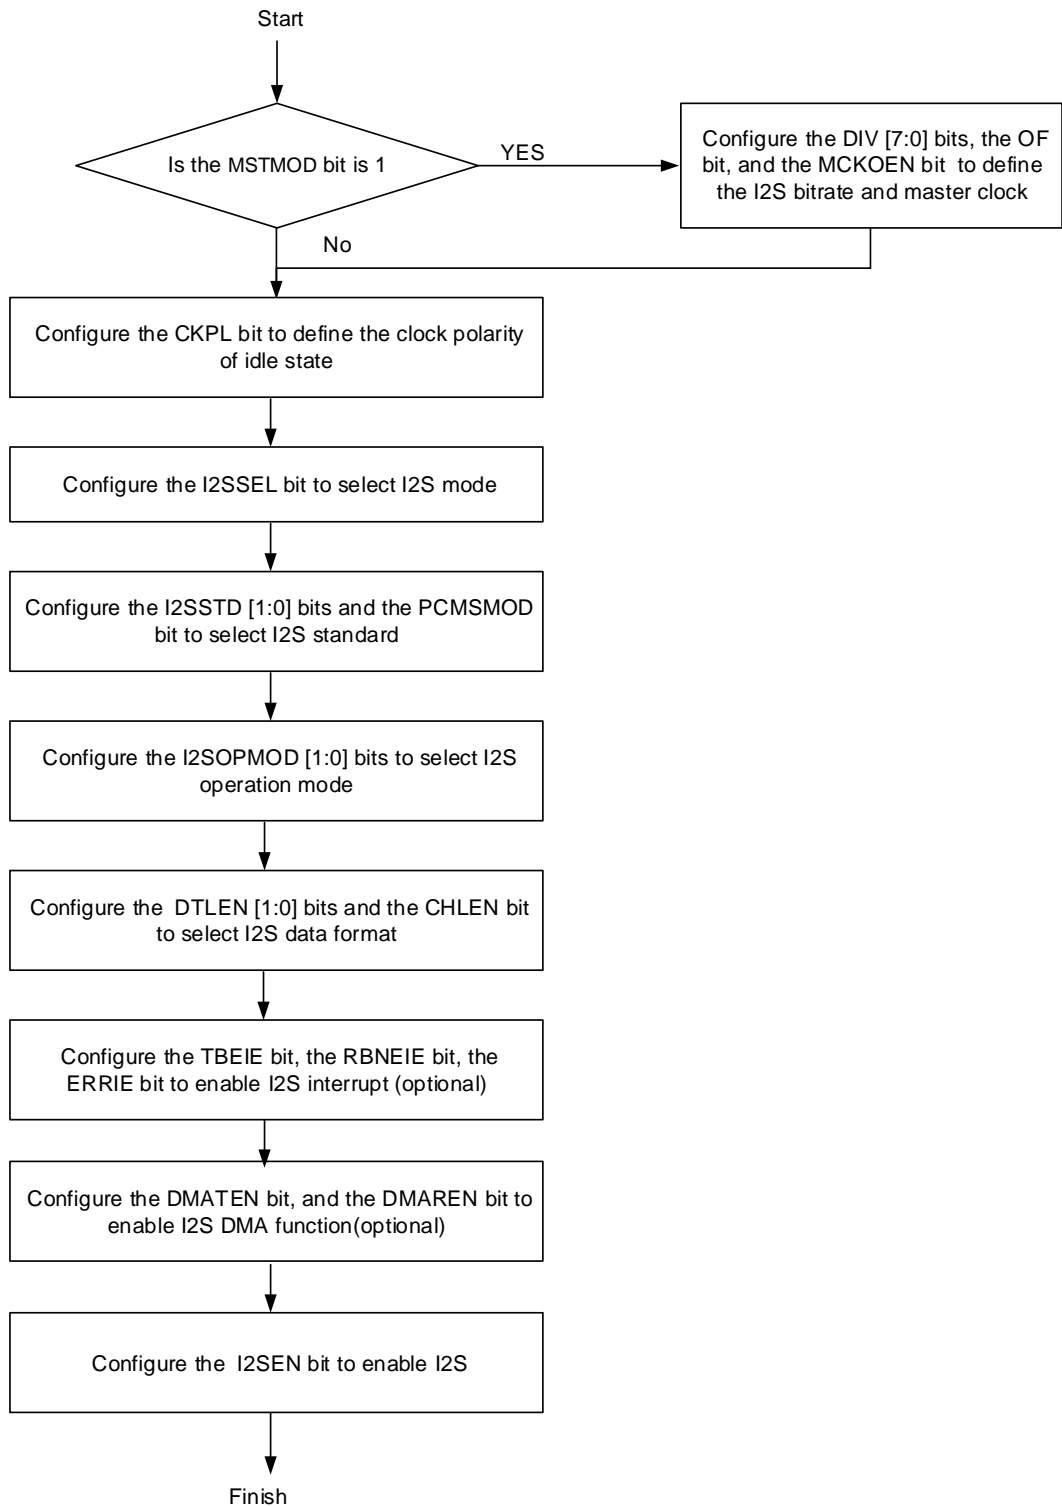 Start
Is the MSTMOD bit is 1
YES
Configure the DIV [7:0] bits, the OF
bit, and the MCKOEN bit to define
the I2S bitrate and master clock
No
Configure the CKPL bit to define the clock polarity
of idle state
Configure the I2SSEL bit to select I2S mode
Configure the I2SSTD [1:0] bits and the PCMSMOD
bit to select I2S standard
Configure the I2SOPMOD [1:0] bits to select I2S
operation mode
Configure the DTLEN [1:0] bits and the CHLEN bit
to select I2S data format
Configure the TBEIE bit, the RBNEIE bit, the
ERRIE bit to enable I2S interrupt (optional)
Configure the DMATEN bit, and the DMAREN bit to
enable I2S DMA function(optional)
Configure the I2SEN bit to enable I2S
Finish